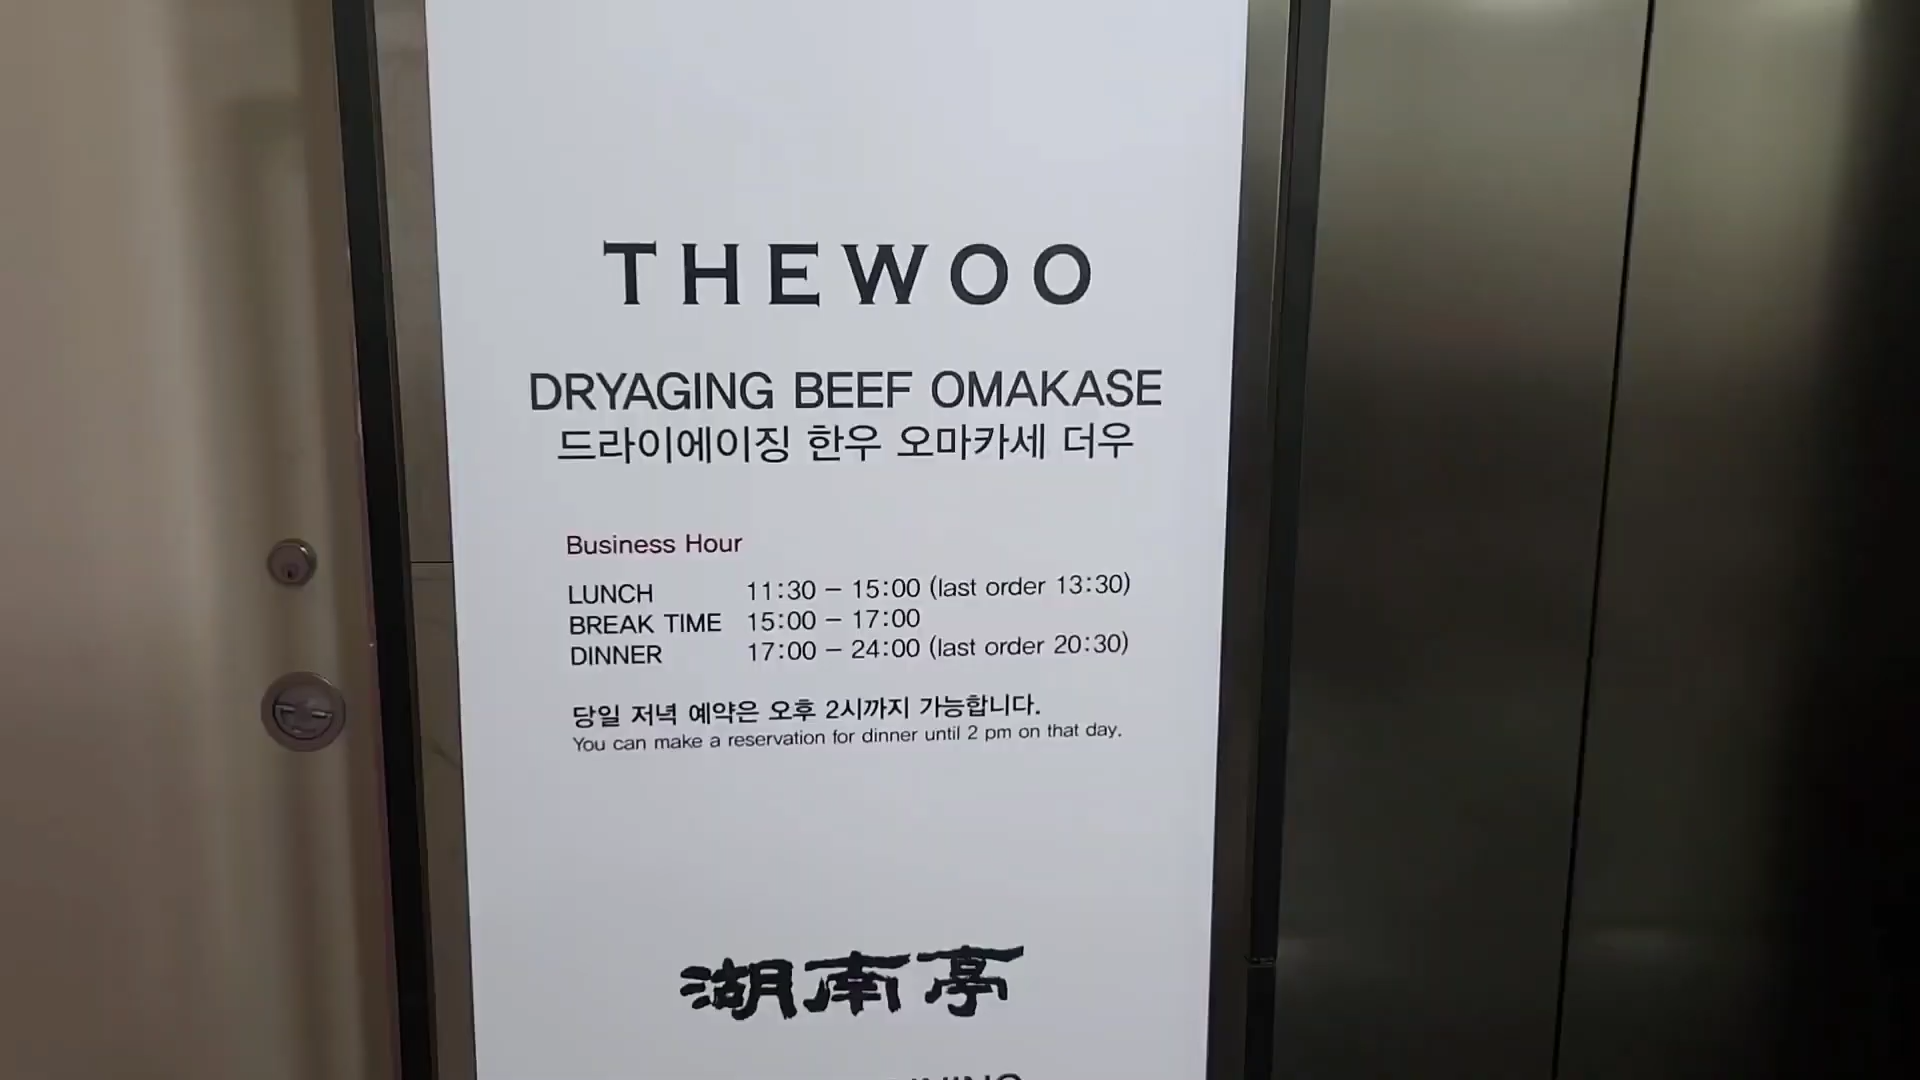 THEWOO
DRYAGING BEEF OMAKASE
드라이에이징 한우 오마카세 더우
Business Hour
LUNCH 11:30 – 15:00 (last order 13:30)
BREAK TIME 15:00 – 17:00
DINNER 17:00 – 24:00 (last order 20:30)
당일 저녁 예약은 오후 2시까지 가능합니다.
You can make a reservation for dinner until 2 pm on that day.
湖南亭